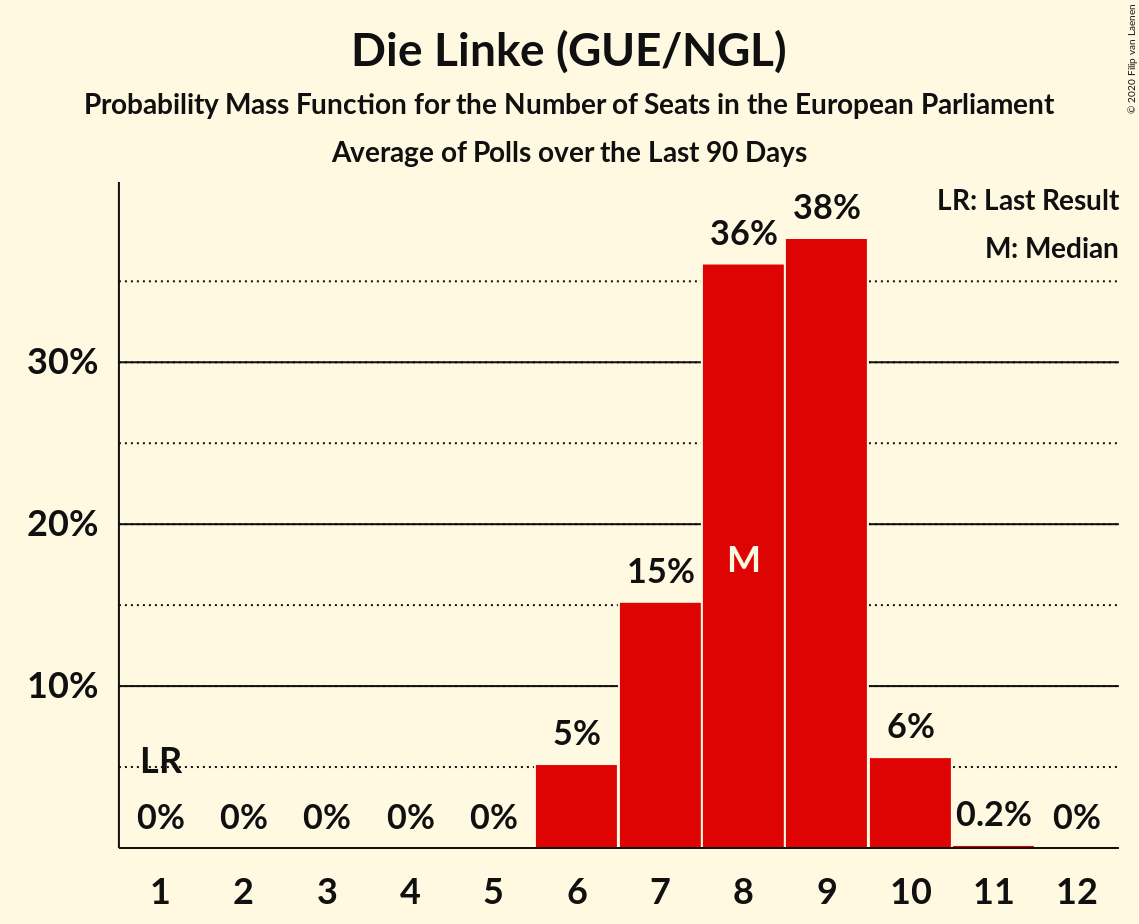 Die Linke (GUE/NGL)
Probability Mass Function for the Number of Seats in the European Parliament
Average of Polls over the Last 90 Days
© 2020 Filip van Laenen
LR: Last Result
M: Median
38%
36%
30%
20%
M
15%
10%
5%
6%
LR
0% 0% 0% 0% 0% 0.2% 0%
1 2 3 4 5 6 7 8 9 10 11 12